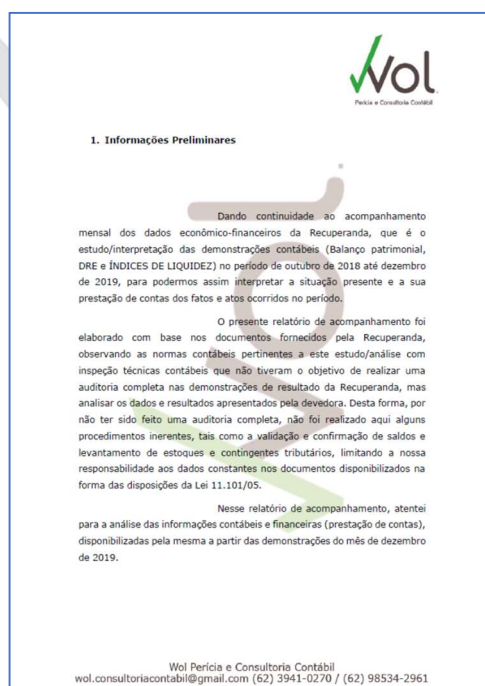 Wol
Perícia e Consultoria Contábil
1. Informações Preliminares
Dando continuidade ao acompanhamento
mensal dos dados econômico-financeiros da Recuperanda, que é o
estudo/interpretação das demonstrações contábeis (Balanço patrimonial,
DRE e ÍNDICES DE LIQUIDEZ) no período de outubro de 2018 até dezembro
de 2019, para podermos assim interpretar a situação presente e a sua
prestação de contas dos fatos e atos ocorridos no período.
O presente relatório de acompanhamento foi
elaborado com base nos documentos fornecidos pela Recuperanda,
observando as normas contábeis pertinentes a este estudo/análise com
inspeção técnicas contábeis que não tiveram o objetivo de realizar uma
auditoria completa nas demonstrações de resultado da Recuperanda, mas
analisar os dados e resultados apresentados pela devedora. Desta forma, por
não ter sido feito uma auditoria completa, não foi realizado aqui alguns
procedimentos inerentes, tais como a validação e confirmação de saldos e
levantamento de estoques e contingentes tributários, limitando a nossa
responsabilidade aos dados constantes nos documentos disponibilizados na
forma das disposições da Lei 11.101/05.
Nesse relatório de acompanhamento, atentei
para a análise das informações contábeis e financeiras (prestação de contas),
disponibilizadas pela mesma a partir das demonstrações do mês de dezembro
de 2019.
Wol Perícia e Consultoria Contábil
wol.consultoriacontabil@gmail.com (62) 3941-0270 / (62) 98534-2961